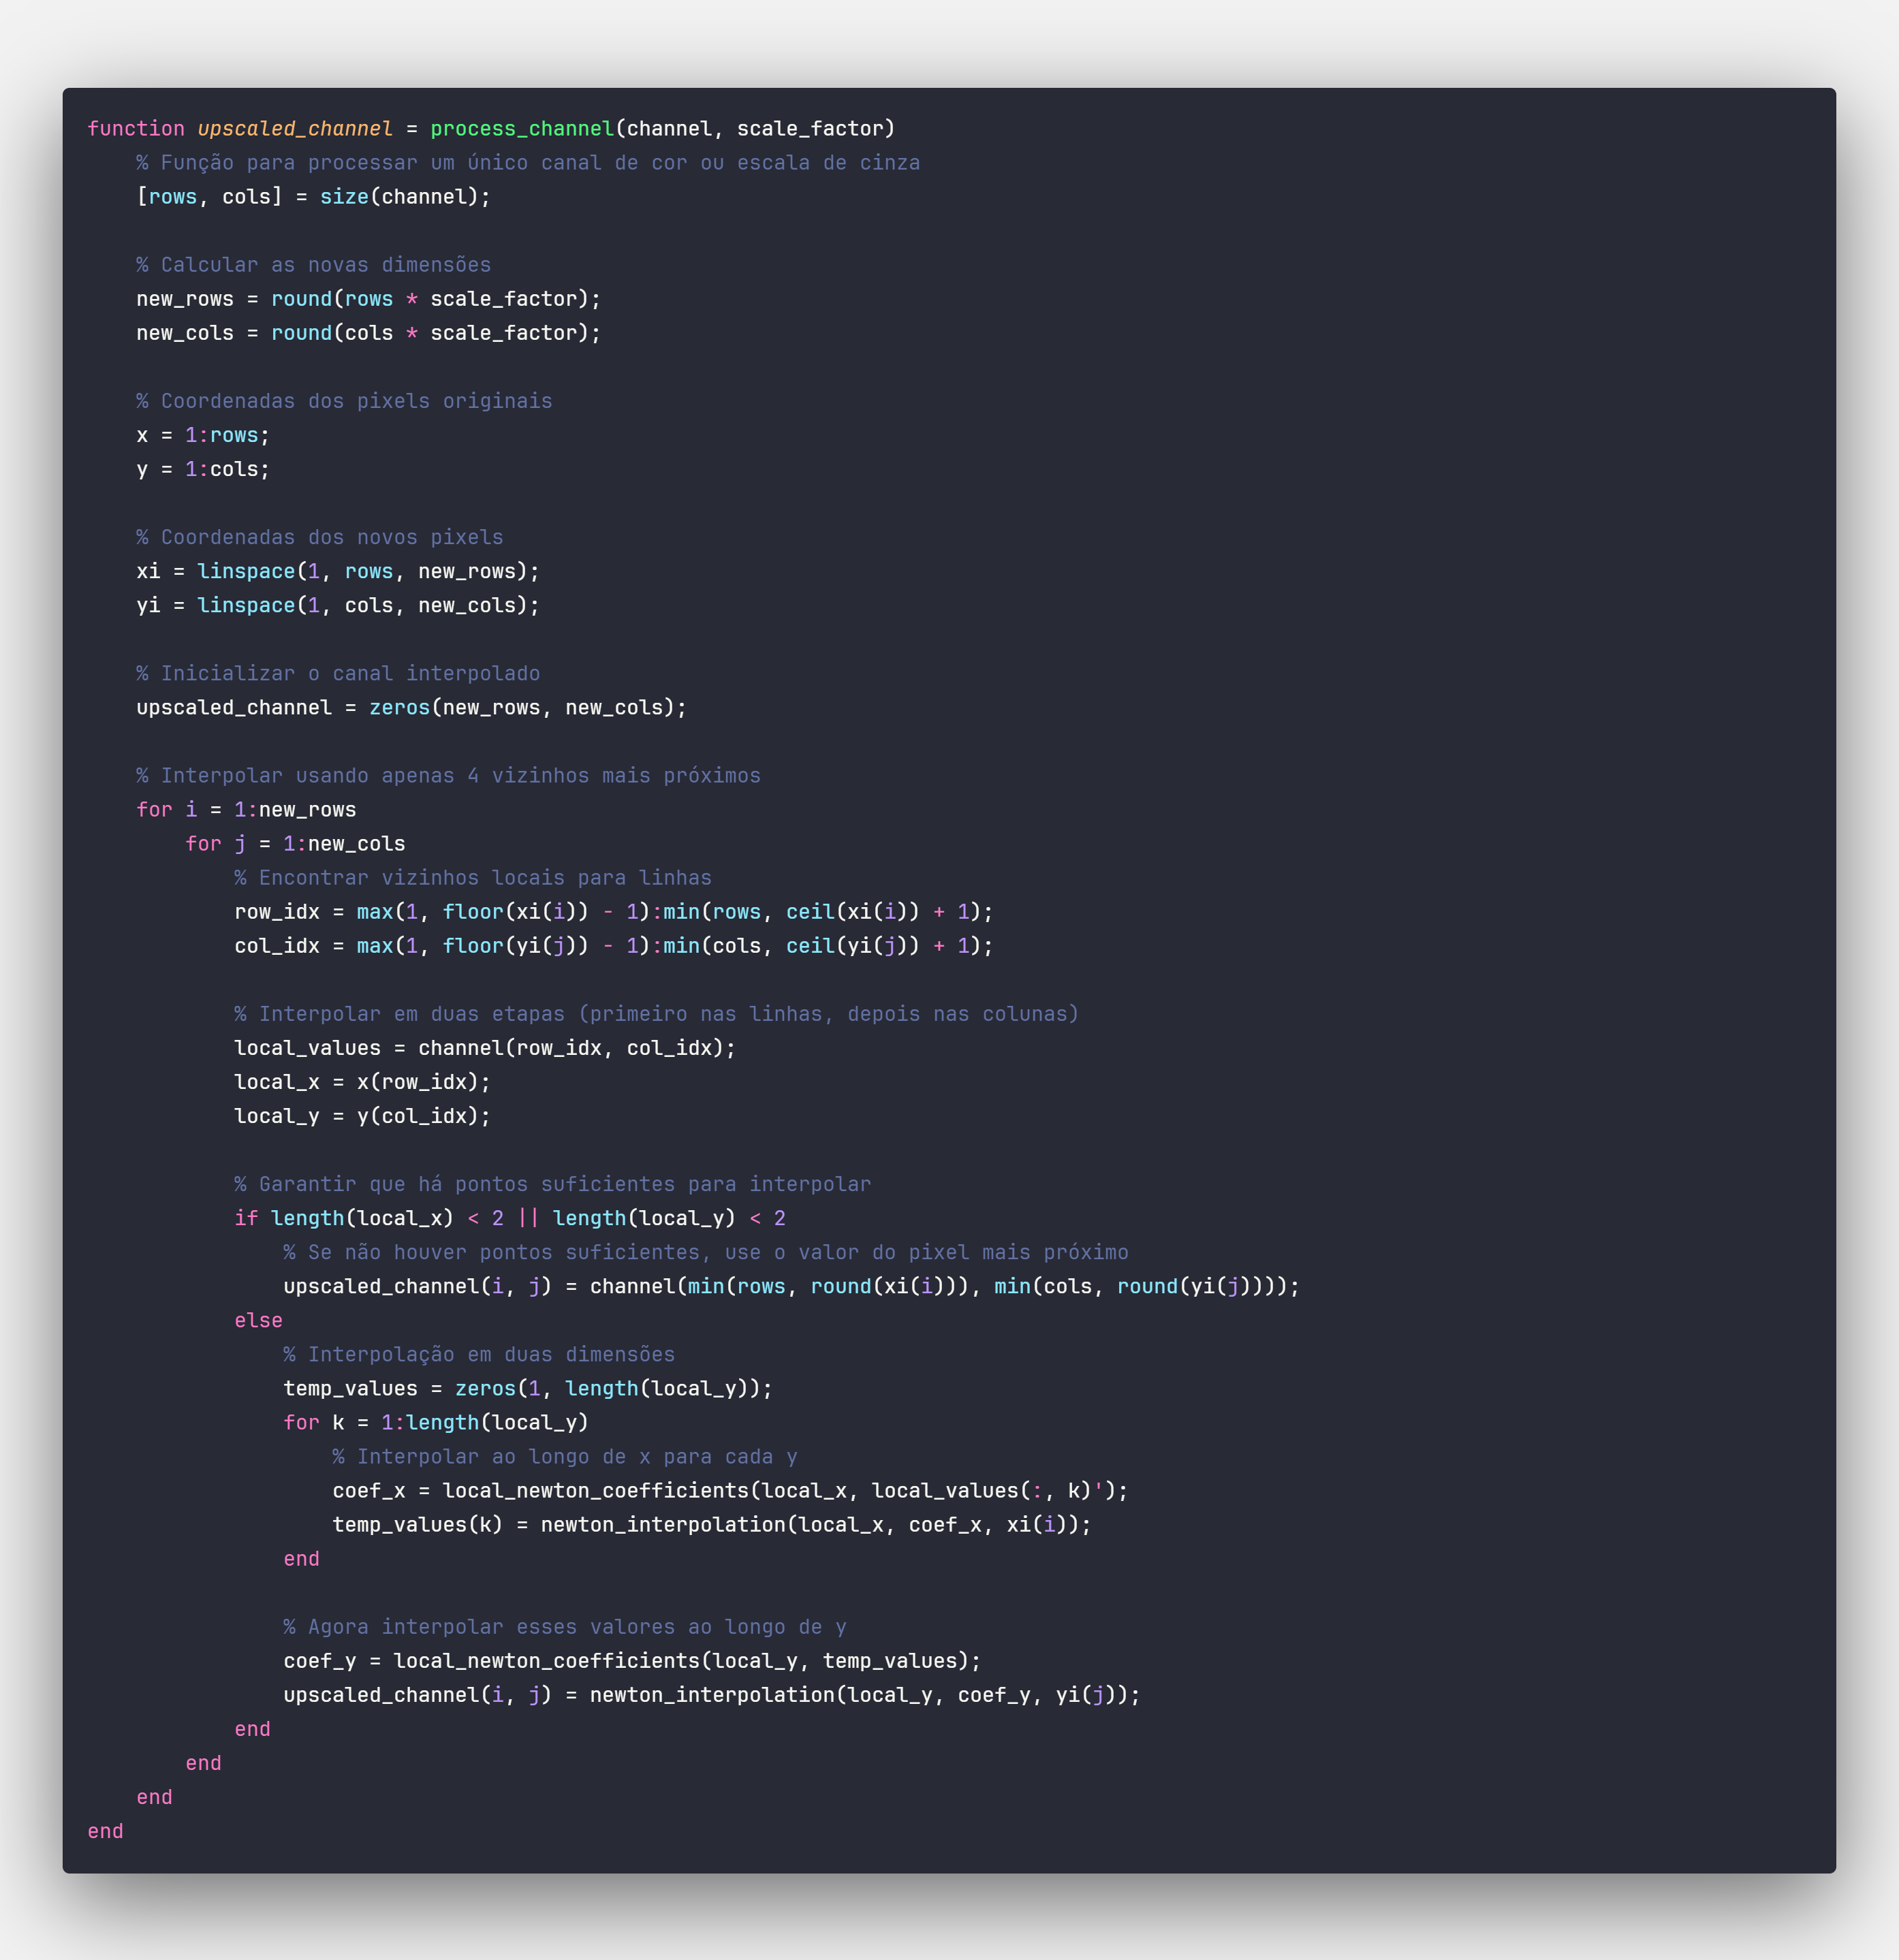 function upscaled_channel = process_channel(channel, scale_factor)
    % Função para processar um único canal de cor ou escala de cinza
    [rows, cols] = size(channel);

    % Calcular as novas dimensões
    new_rows = round(rows * scale_factor);
    new_cols = round(cols * scale_factor);

    % Coordenadas dos pixels originais
    x = 1:rows;
    y = 1:cols;

    % Coordenadas dos novos pixels
    xi = linspace(1, rows, new_rows);
    yi = linspace(1, cols, new_cols);

    % Inicializar o canal interpolado
    upscaled_channel = zeros(new_rows, new_cols);

    % Interpolar usando apenas 4 vizinhos mais próximos
    for i = 1:new_rows
        for j = 1:new_cols
            % Encontrar vizinhos locais para linhas
            row_idx = max(1, floor(xi(i)) - 1):min(rows, ceil(xi(i)) + 1);
            col_idx = max(1, floor(yi(j)) - 1):min(cols, ceil(yi(j)) + 1);

            % Interpolar em duas etapas (primeiro nas linhas, depois nas colunas)
            local_values = channel(row_idx, col_idx);
            local_x = x(row_idx);
            local_y = y(col_idx);

            % Garantir que há pontos suficientes para interpolar
            if length(local_x) < 2 || length(local_y) < 2
                % Se não houver pontos suficientes, use o valor do pixel mais próximo
                upscaled_channel(i, j) = channel(min(rows, round(xi(i))), min(cols, round(yi(j))));
            else
                % Interpolação em duas dimensões
                temp_values = zeros(1, length(local_y));
                for k = 1:length(local_y)
                    % Interpolar ao longo de x para cada y
                    coef_x = local_newton_coefficients(local_x, local_values(:, k)');
                    temp_values(k) = newton_interpolation(local_x, coef_x, xi(i));
                end

                % Agora interpolar esses valores ao longo de y
                coef_y = local_newton_coefficients(local_y, temp_values);
                upscaled_channel(i, j) = newton_interpolation(local_y, coef_y, yi(j));
            end
        end
    end
end